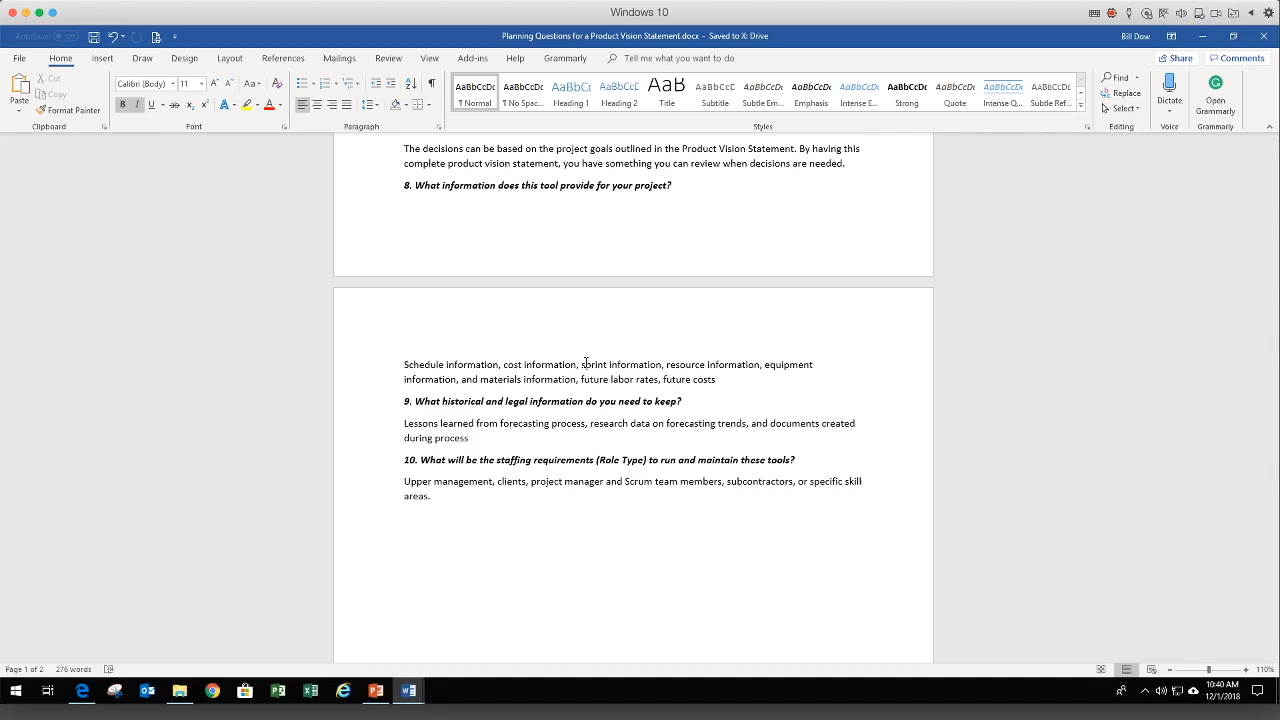 Windows 10
AutoSave Off
Planning Questions for a Product Vision Statement.docx - Saved to X: Drive
Bill Dow
File Home Insert Draw Design Layout References Mailings Review View Add-ins Help Grammarly Tell me what you want to do
Share Comments
Paste
Cut
Copy
Format Painter
Calibri (Body) 11
AaBbCcDc AaBbCcDc AaBbCc AaBbCcD AaB AaBbCcD AaBbCcDc AaBbCcDc AaBbCcDc AaBbCcDc AaBbCcDc AaBbCcDc AaBbCcDc
¶ Normal ¶ No Spac... Heading 1 Heading 2 Title Subtitle Subtle Em... Emphasis Intense E... Strong Quote Intense Q... Subtle Ref...
Find
Replace
Select
Dictate
Open
Grammarly
Clipboard Font Paragraph Styles Editing Voice Grammarly
The decisions can be based on the project goals outlined in the Product Vision Statement. By having this
complete product vision statement, you have something you can review when decisions are needed.
8. What information does this tool provide for your project?
Schedule information, cost information, sprint information, resource information, equipment
information, and materials information, future labor rates, future costs
9. What historical and legal information do you need to keep?
Lessons learned from forecasting process, research data on forecasting trends, and documents created
during process
10. What will be the staffing requirements (Role Type) to run and maintain these tools?
Upper management, clients, project manager and Scrum team members, subcontractors, or specific skill
areas.
Page 1 of 2 276 words
110%
10:40 AM
12/1/2018